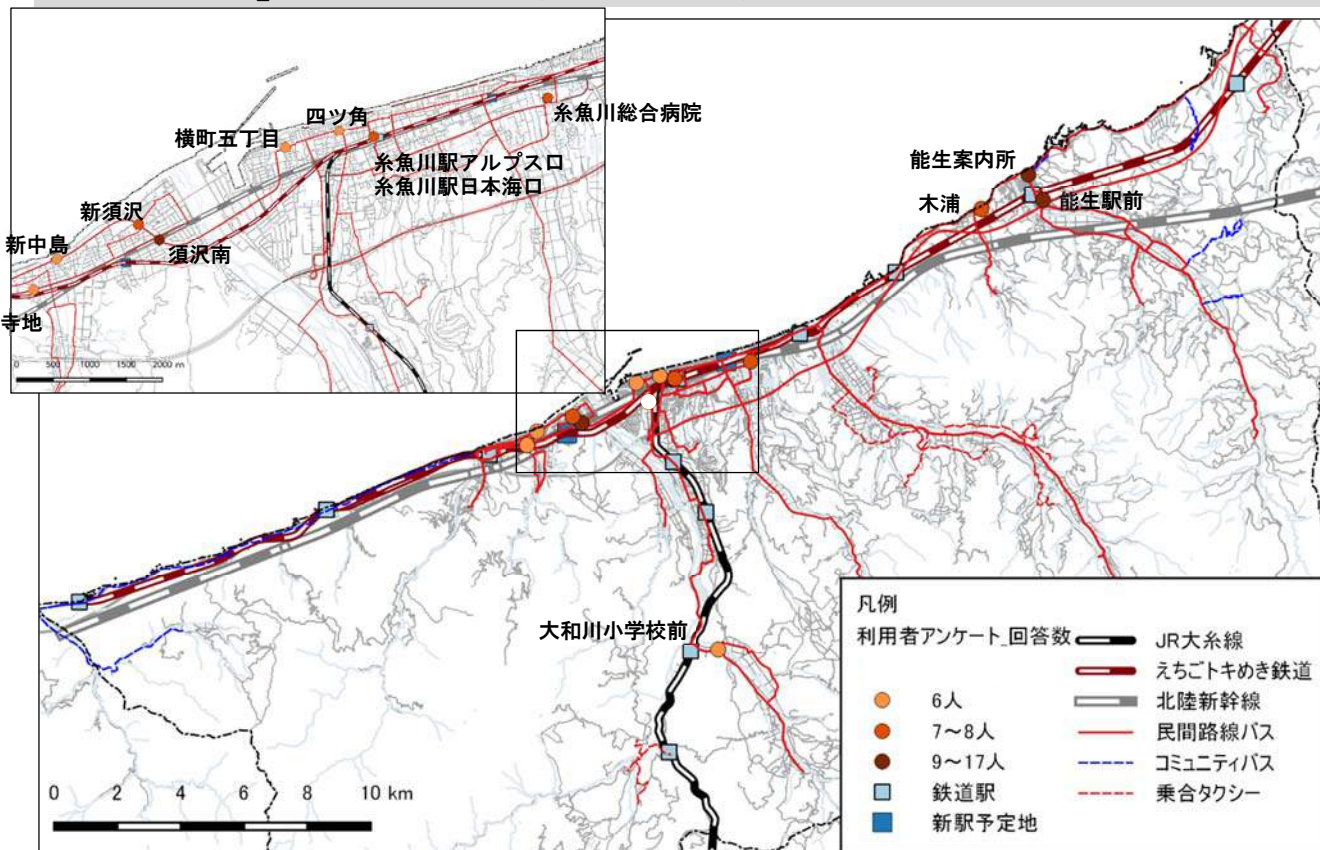 四ツ角
糸魚川総合病院
横町五丁目
糸魚川駅アルプス口
糸魚川駅日本海口
新須沢
須沢南
新中島
寺地
0 500 1000 1500 2000 m
能生案内所
木浦
能生駅前
大和川小学校前
0 2 4 6 8 10 km
凡例
利用者アンケート_回答数
6人
7～8人
9～17人
鉄道駅
新駅予定地
JR大糸線
えちごトキめき鉄道
北陸新幹線
民間路線バス
コミュニティバス
乗合タクシー